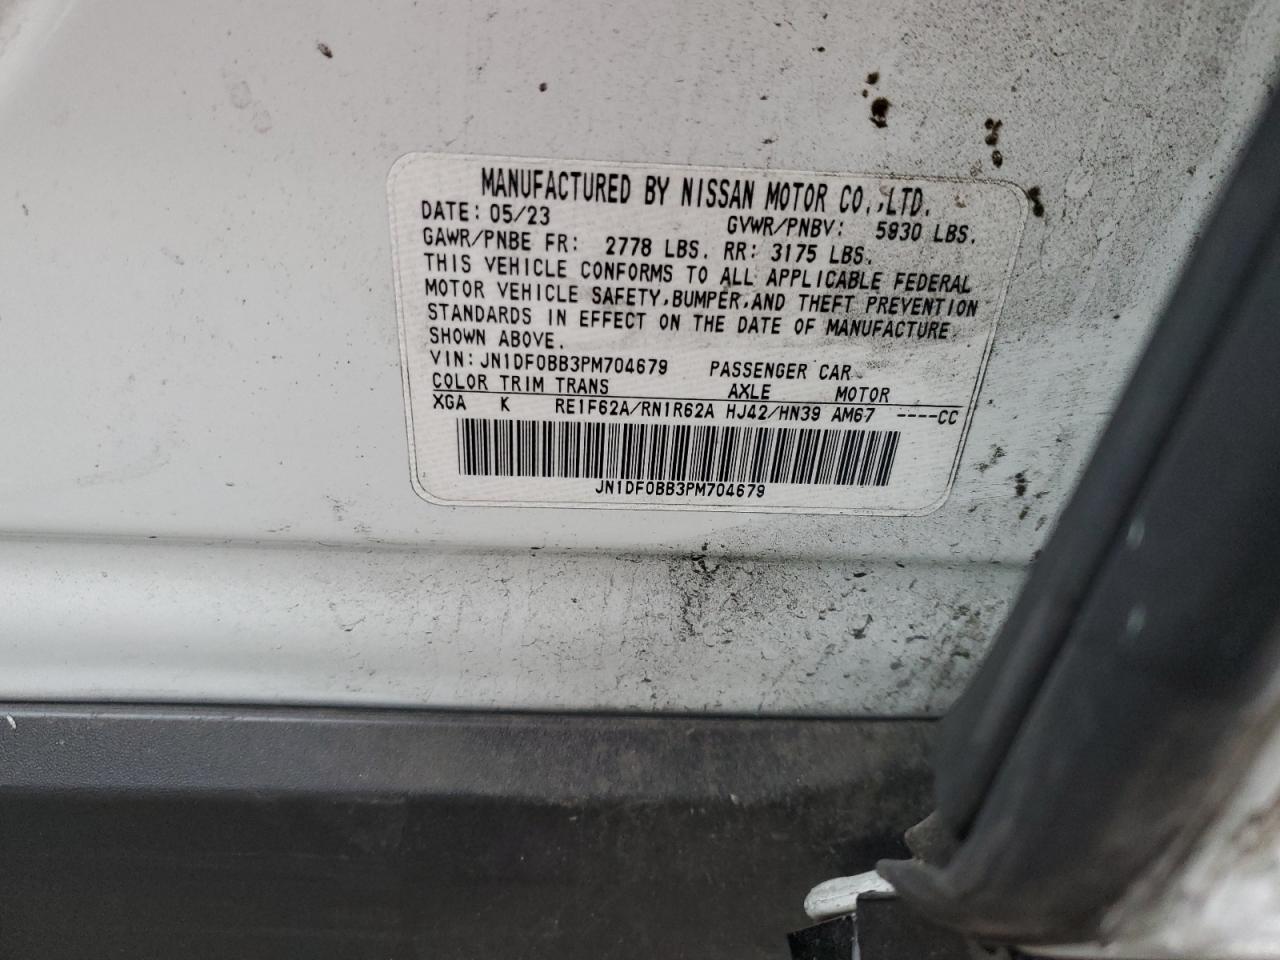 MANUFACTURED BY NISSAN MOTOR CO.,LTD.
DATE: 05/23 GVWR/PNBV: 5930 LBS.
GAWR/PNBE FR: 2778 LBS. RR: 3175 LBS.
THIS VEHICLE CONFORMS TO ALL APPLICABLE FEDERAL
MOTOR VEHICLE SAFETY,BUMPER,AND THEFT PREVENTION
STANDARDS IN EFFECT ON THE DATE OF MANUFACTURE
SHOWN ABOVE.
VIN: JN1DF0BB3PM704679 PASSENGER CAR
COLOR TRIM TRANS AXLE MOTOR
XGA K RE1F62A/RN1R62A HJ42/HN39 AM67 ----CC
JN1DF0BB3PM704679